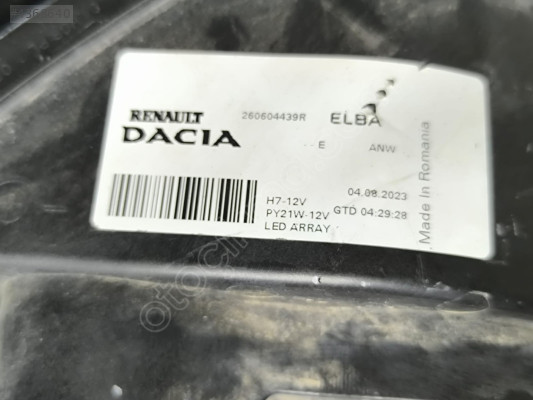 RENAULT
DACIA
260604439R
ELBA
E
ANW
H7-12V
PY21W-12V
LED ARRAY
04.08.2023
GTD 04:29:28
Made In Romania